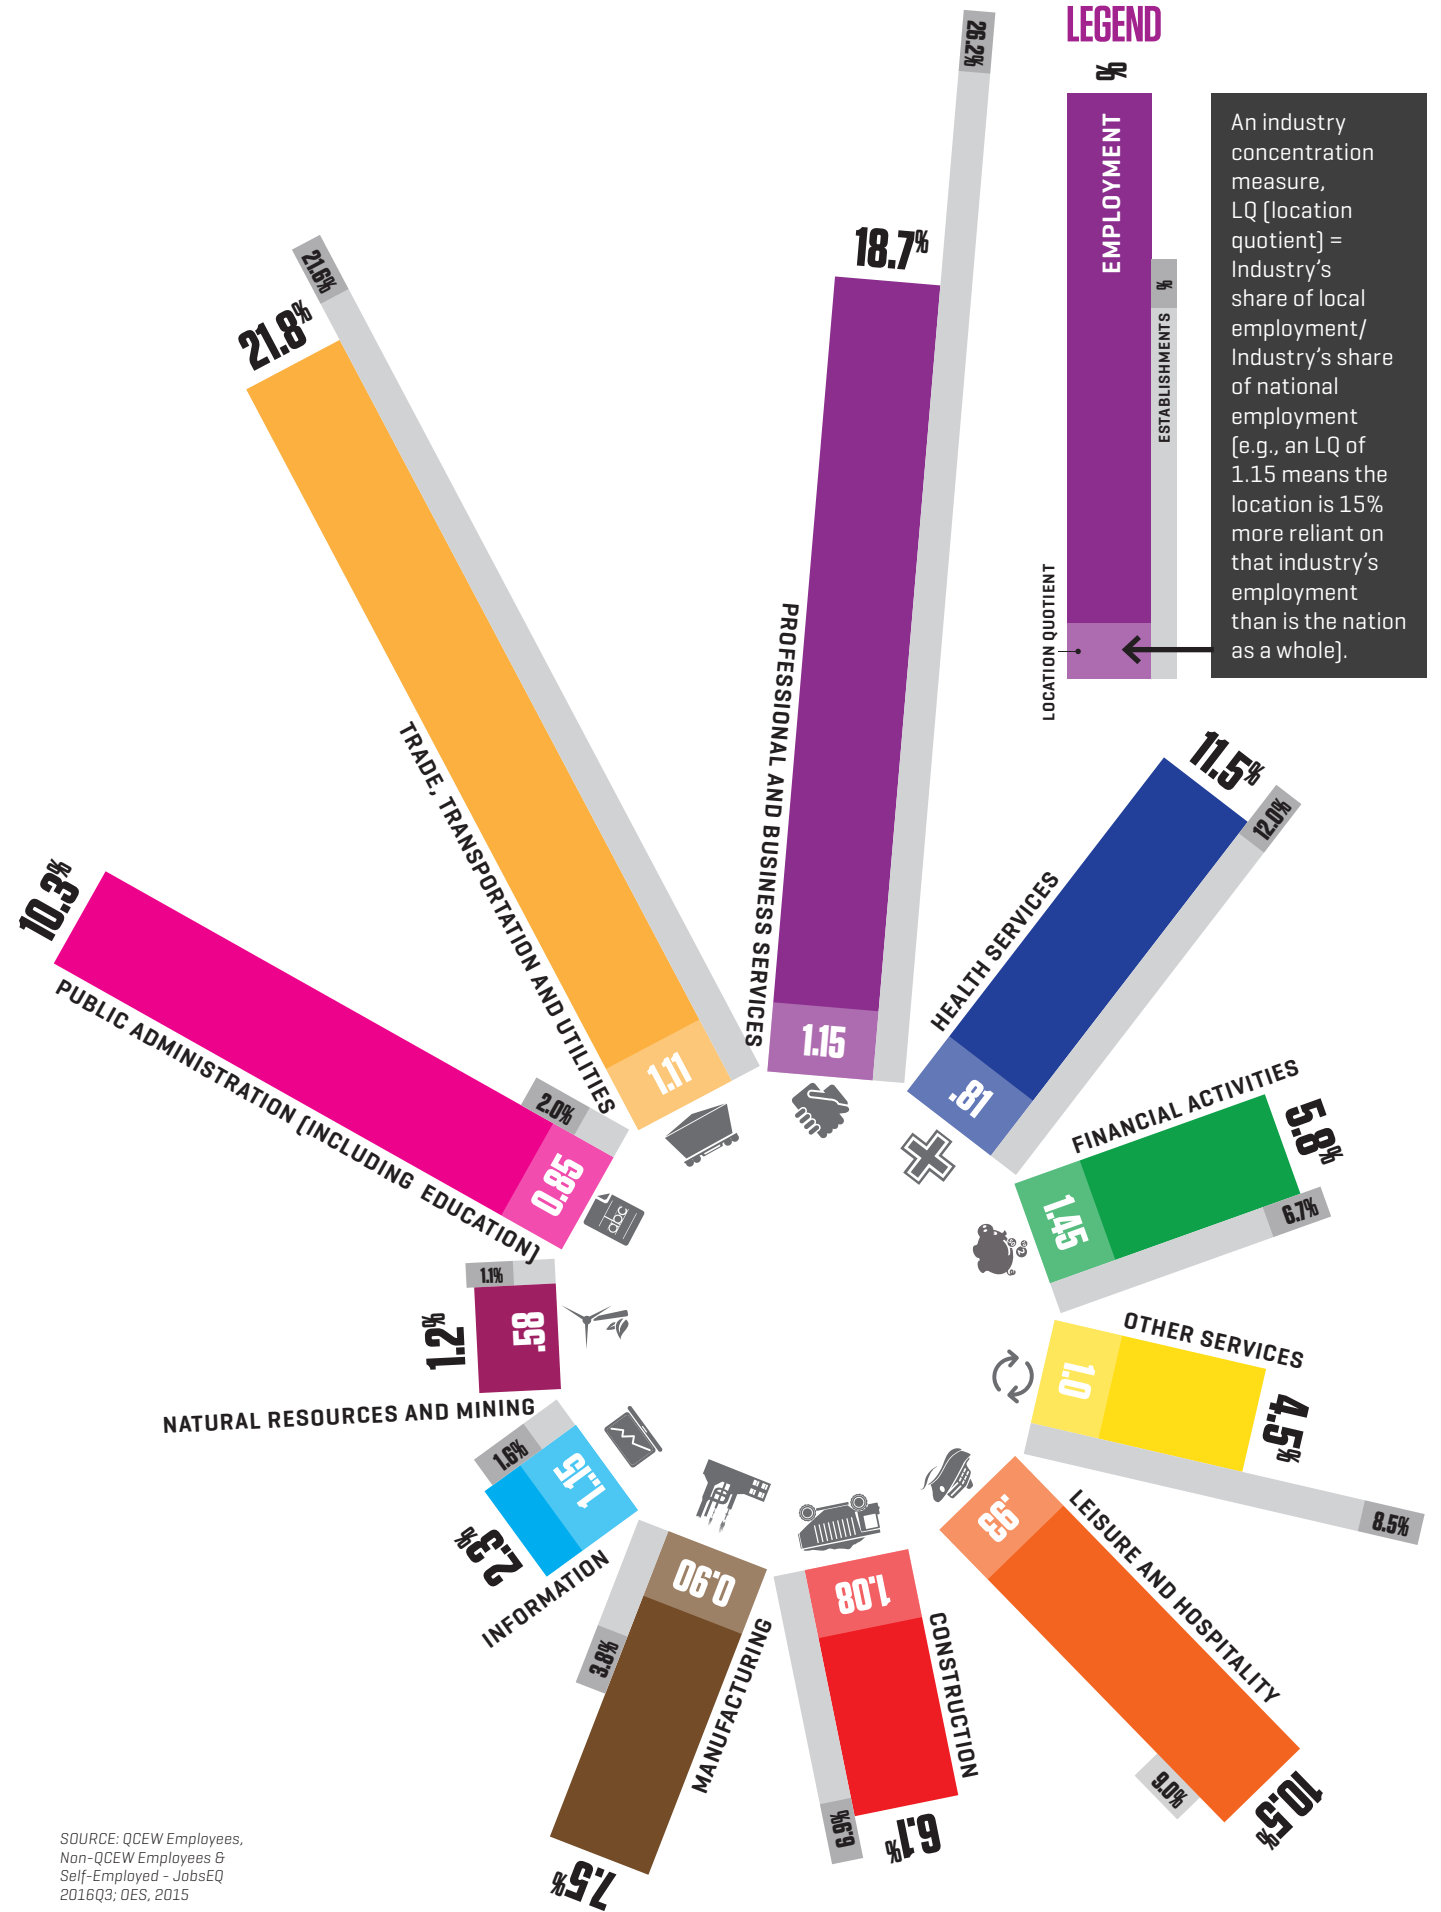 LEGEND
%
EMPLOYMENT
%
ESTABLISHMENTS
LOCATION QUOTIENT
An industry
concentration
measure,
LQ (location
quotient) =
Industry's
share of local
employment/
Industry's share
of national
employment
(e.g., an LQ of
1.15 means the
location is 15%
more reliant on
that industry's
employment
than is the nation
as a whole).
26.2%
18.7%
PROFESSIONAL AND BUSINESS SERVICES
1.15
21.6%
21.8%
TRADE, TRANSPORTATION AND UTILITIES
1.11
11.5%
12.0%
HEALTH SERVICES
.81
10.3%
PUBLIC ADMINISTRATION (INCLUDING EDUCATION)
2.0%
0.85
abc
FINANCIAL ACTIVITIES
5.8%
6.7%
1.45
1.1%
1.2%
.58
NATURAL RESOURCES AND MINING
OTHER SERVICES
1.0
4.5%
8.5%
1.6%
1.15
2.3%
INFORMATION
.93
LEISURE AND HOSPITALITY
9.0%
10.5%
0.90
3.8%
MANUFACTURING
7.5%
1.08
CONSTRUCTION
6.9%
6.1%
SOURCE: QCEW Employees,
Non-QCEW Employees &
Self-Employed - JobsEQ
2016Q3; OES, 2015